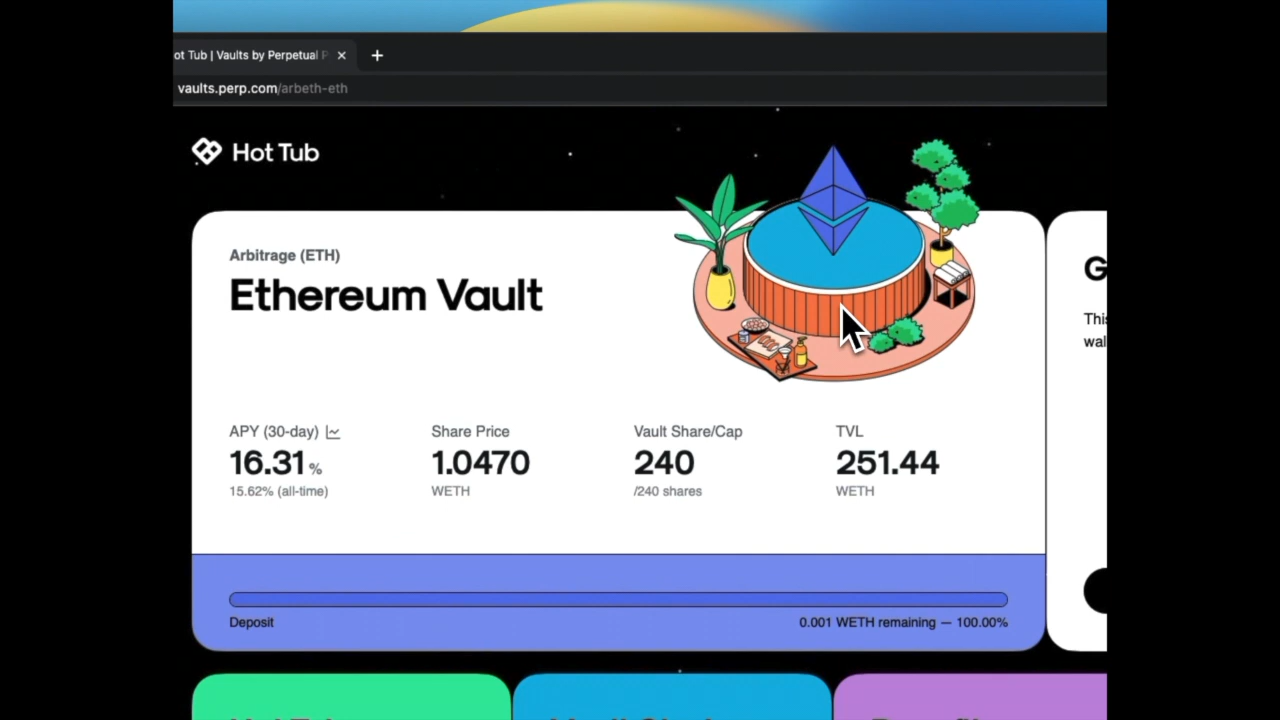 ot Tub | Vaults by Perpetual P
vaults.perp.com/arbeth-eth
Hot Tub
Arbitrage (ETH)
Ethereum Vault
G
This
wal
APY (30-day)
16.31 %
15.62% (all-time)
Share Price
1.0470
WETH
Vault Share/Cap
240
/240 shares
TVL
251.44
WETH
Deposit
0.001 WETH remaining — 100.00%